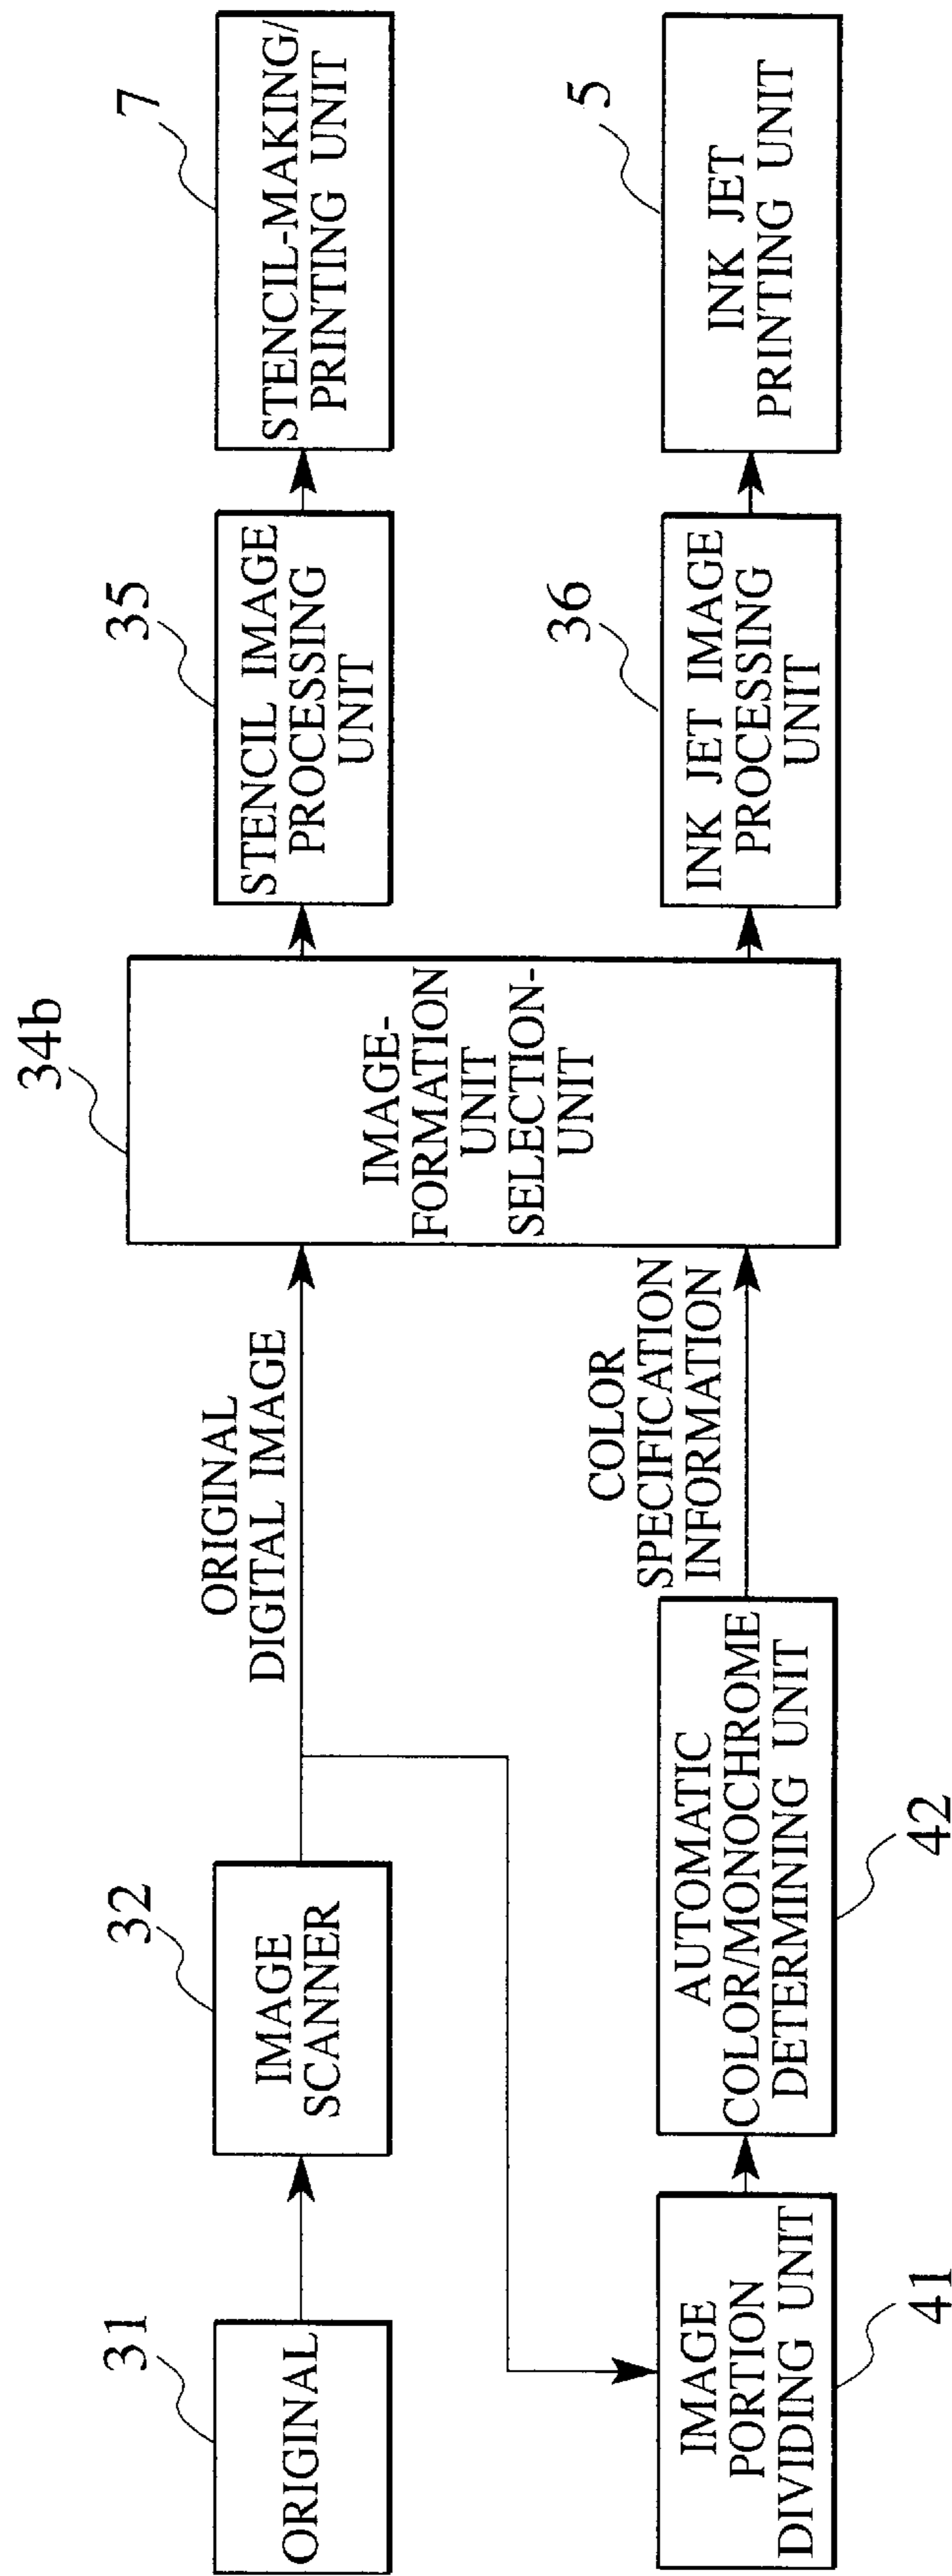 31
ORIGINAL
32
IMAGE
SCANNER
ORIGINAL
DIGITAL IMAGE
34b
IMAGE-
FORMATION
UNIT
SELECTION-
UNIT
35
STENCIL IMAGE
PROCESSING
UNIT
7
STENCIL-MAKING/
PRINTING UNIT
IMAGE
PORTION
DIVIDING UNIT
41
AUTOMATIC
COLOR/MONOCHROME
DETERMINING UNIT
42
COLOR
SPECIFICATION
INFORMATION
36
INK JET IMAGE
PROCESSING
UNIT
5
INK JET
PRINTING UNIT